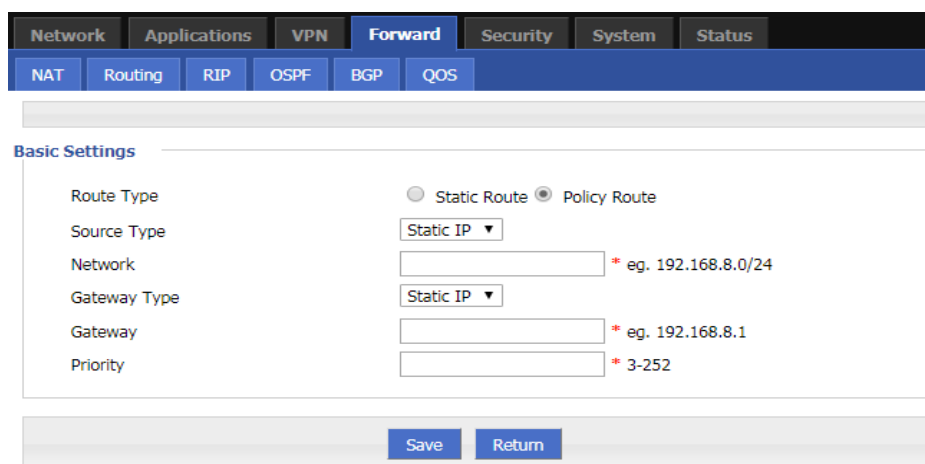 Network Applications VPN Forward Security System Status
NAT Routing RIP OSPF BGP QOS
Basic Settings
Route Type Static Route Policy Route
Source Type Static IP
Network * eg. 192.168.8.0/24
Gateway Type Static IP
Gateway * eg. 192.168.8.1
Priority * 3-252
Save Return